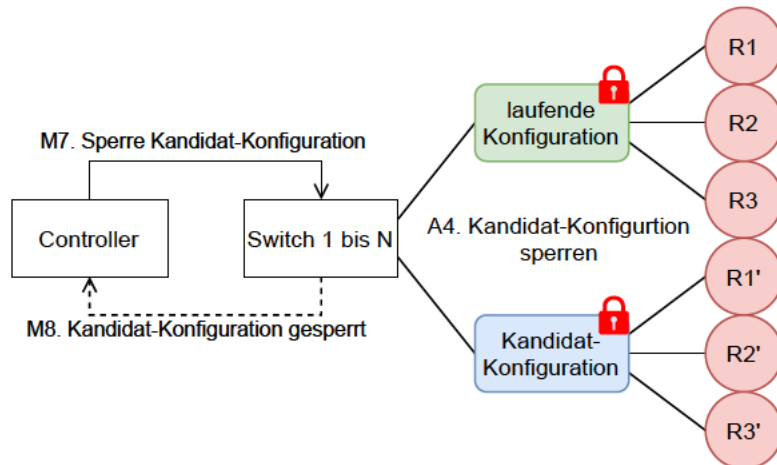 M7. Sperre Kandidat-Konfiguration
Controller
Switch 1 bis N
M8. Kandidat-Konfiguration gesperrt
laufende
Konfiguration
A4. Kandidat-Konfigurtion
sperren
Kandidat-
Konfiguration
R1
R2
R3
R1'
R2'
R3'